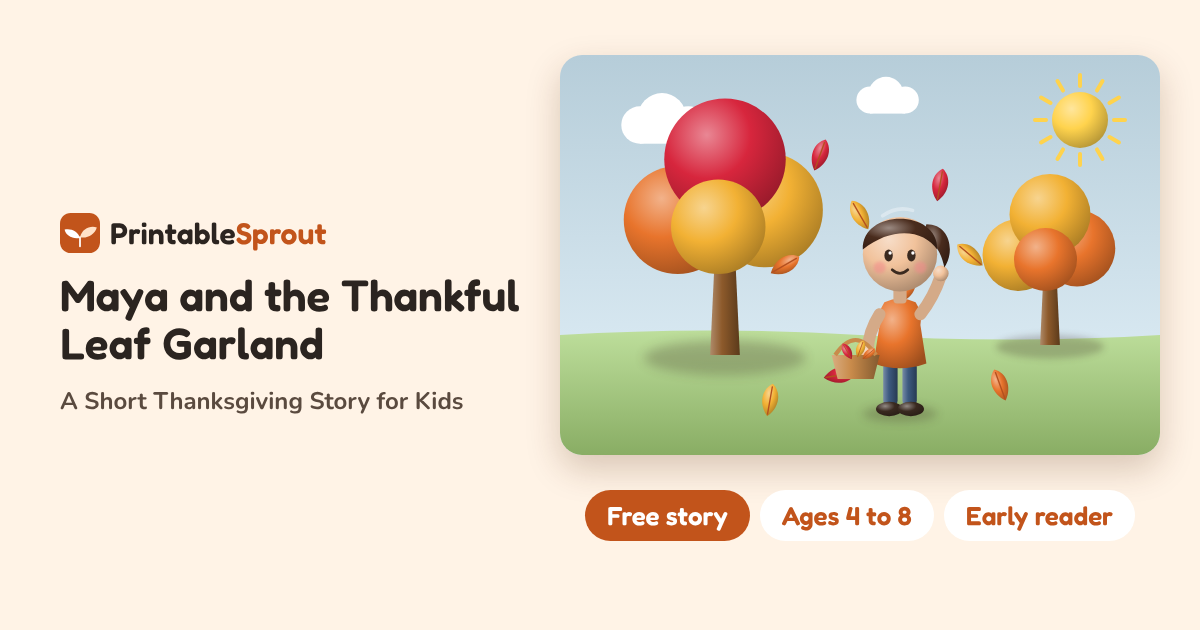 PrintableSprout
Maya and the Thankful
Leaf Garland
A Short Thanksgiving Story for Kids
Free story
Ages 4 to 8
Early reader